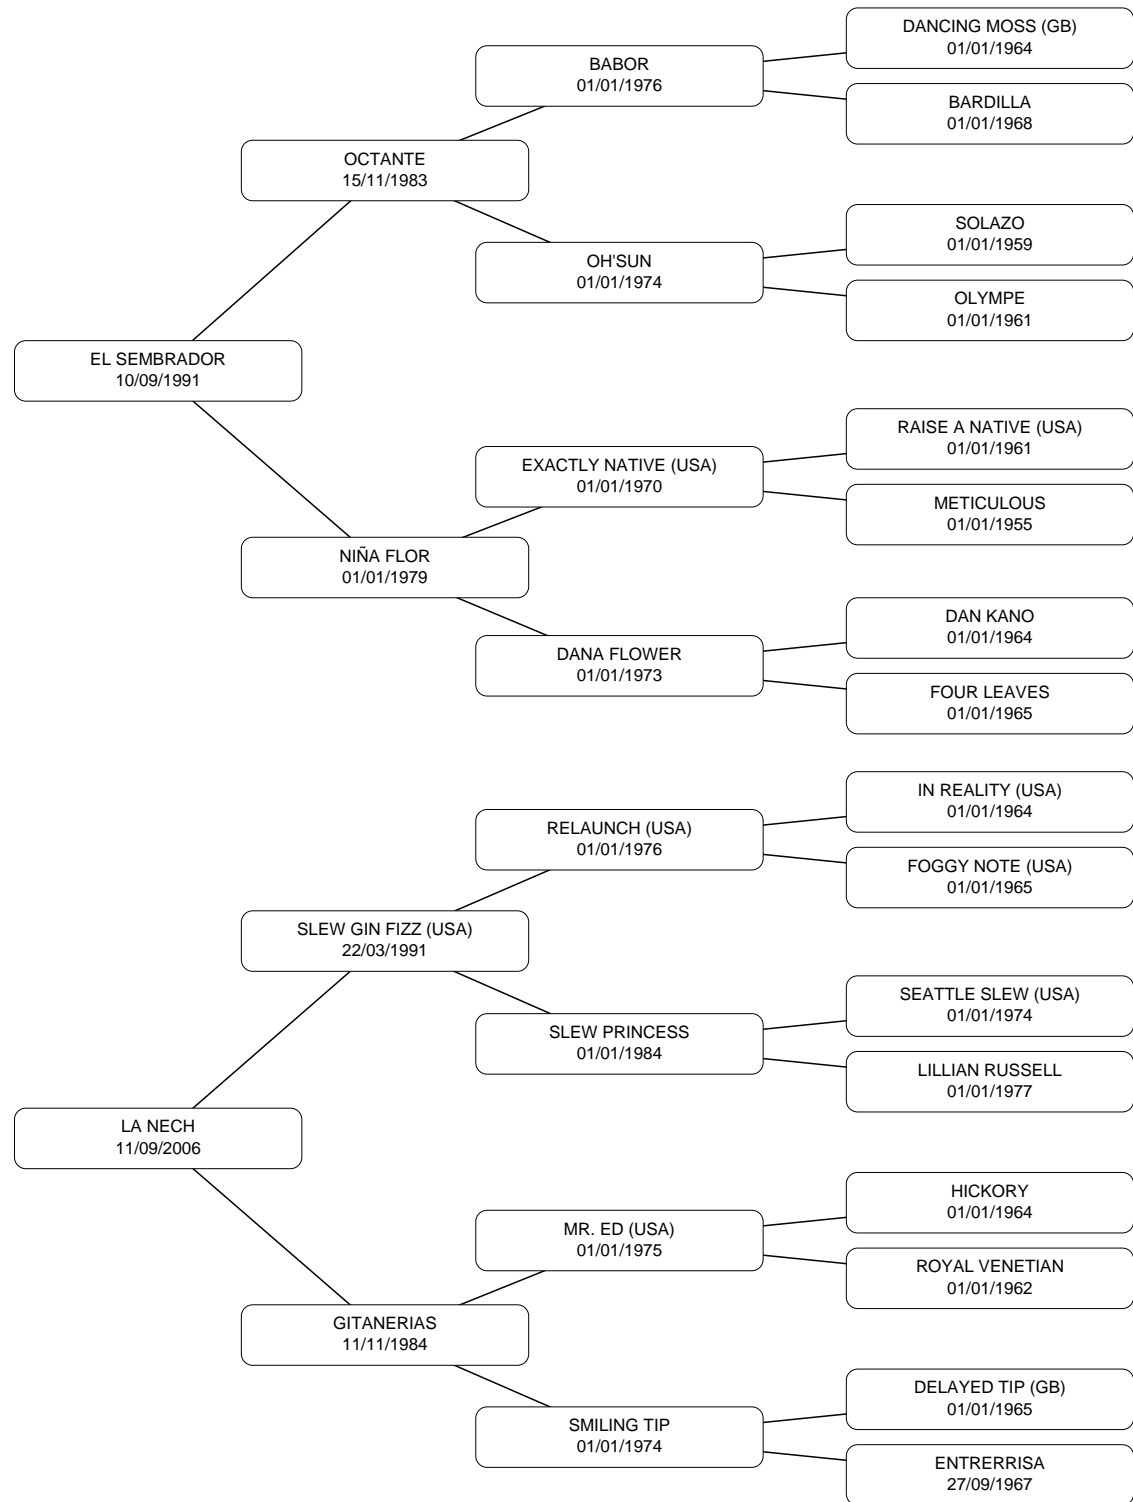 DANCING MOSS (GB)
01/01/1964
BABOR
01/01/1976
BARDILLA
01/01/1968
OCTANTE
15/11/1983
SOLAZO
01/01/1959
OH'SUN
01/01/1974
OLYMPE
01/01/1961
EL SEMBRADOR
10/09/1991
RAISE A NATIVE (USA)
01/01/1961
EXACTLY NATIVE (USA)
01/01/1970
METICULOUS
01/01/1955
NIÑA FLOR
01/01/1979
DAN KANO
01/01/1964
DANA FLOWER
01/01/1973
FOUR LEAVES
01/01/1965
IN REALITY (USA)
01/01/1964
RELAUNCH (USA)
01/01/1976
FOGGY NOTE (USA)
01/01/1965
SLEW GIN FIZZ (USA)
22/03/1991
SEATTLE SLEW (USA)
01/01/1974
SLEW PRINCESS
01/01/1984
LILLIAN RUSSELL
01/01/1977
LA NECH
11/09/2006
HICKORY
01/01/1964
MR. ED (USA)
01/01/1975
ROYAL VENETIAN
01/01/1962
GITANERIAS
11/11/1984
DELAYED TIP (GB)
01/01/1965
SMILING TIP
01/01/1974
ENTRERRISA
27/09/1967